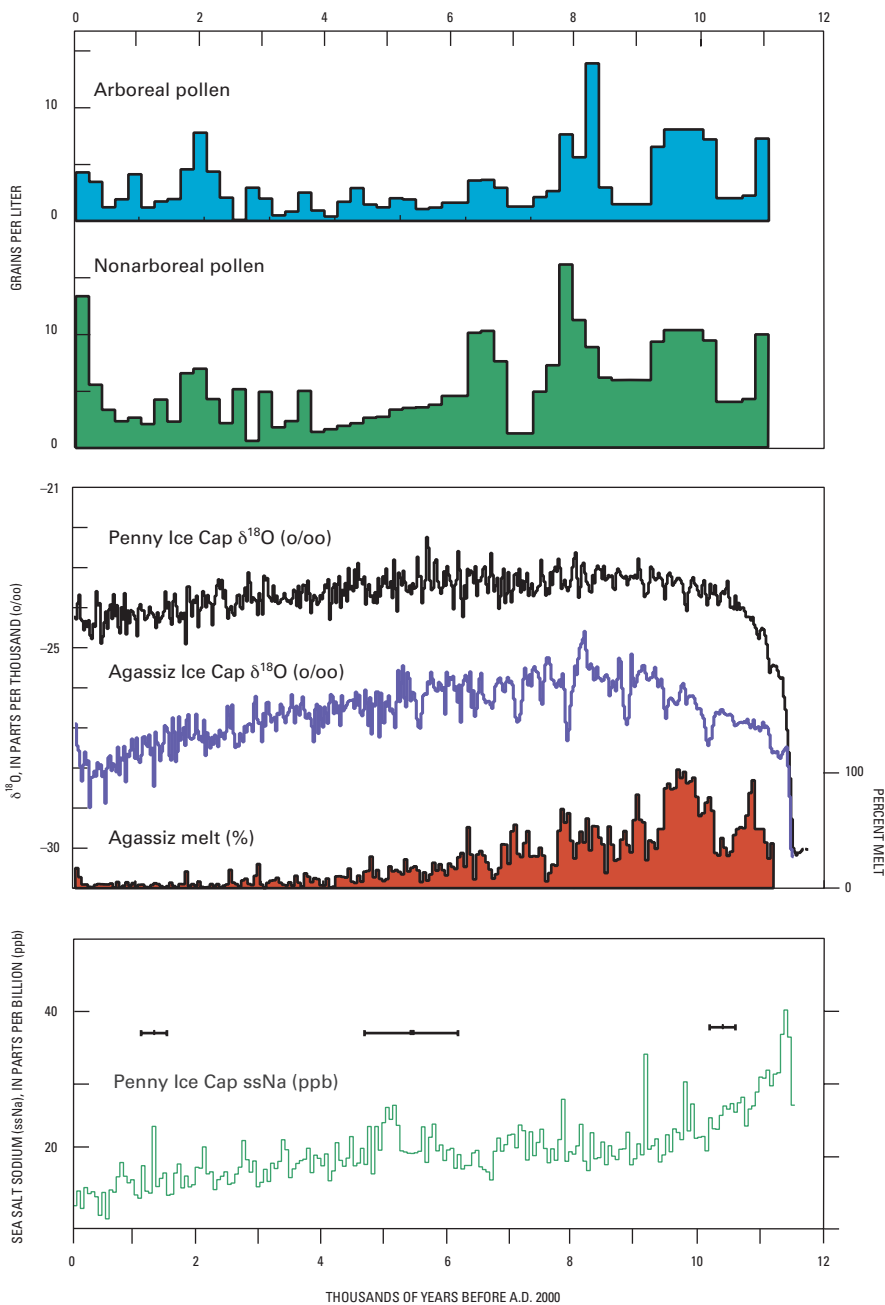 0 2 4 6 8 10 12
Arboreal pollen
10
0
GRAINS PER LITER
Nonarboreal pollen
10
0
–21
Penny Ice Cap δ¹⁸O (o/oo)
–25
Agassiz Ice Cap δ¹⁸O (o/oo)
δ¹⁸O, IN PARTS PER THOUSAND (o/oo)
100
Agassiz melt (%)
–30
0
PERCENT MELT
SEA SALT SODIUM (ssNa), IN PARTS PER BILLION (ppb)
40
Penny Ice Cap ssNa (ppb)
20
0 2 4 6 8 10 12
THOUSANDS OF YEARS BEFORE A.D. 2000